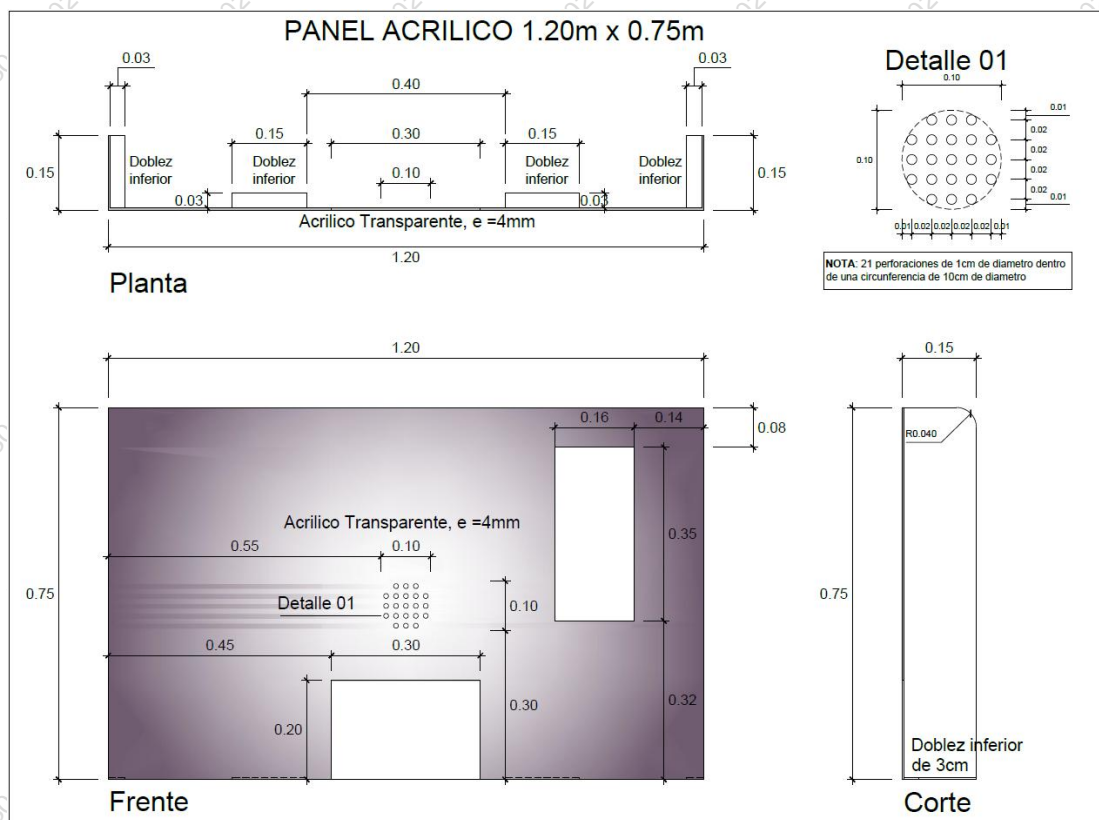 PANEL ACRILICO 1.20m x 0.75m
0.03
0.40
0.03
0.15
0.30
0.15
0.15
Doblez
inferior
Doblez
inferior
0.10
Doblez
inferior
Doblez
inferior
0.15
0.03
0.03
Acrilico Transparente, e =4mm
1.20
Planta
Detalle 01
0.10
0.10
0.01
0.02
0.02
0.02
0.02
0.01
0.01 0.02 0.02 0.02 0.02 0.01
NOTA: 21 perforaciones de 1cm de diametro dentro
de una circunferencia de 10cm de diametro
1.20
0.16
0.14
0.08
Acrilico Transparente, e =4mm
0.55
0.10
0.35
0.75
Detalle 01
0.10
0.45
0.30
0.20
0.30
0.32
Frente
0.15
R0.040
0.75
Doblez inferior
de 3cm
Corte